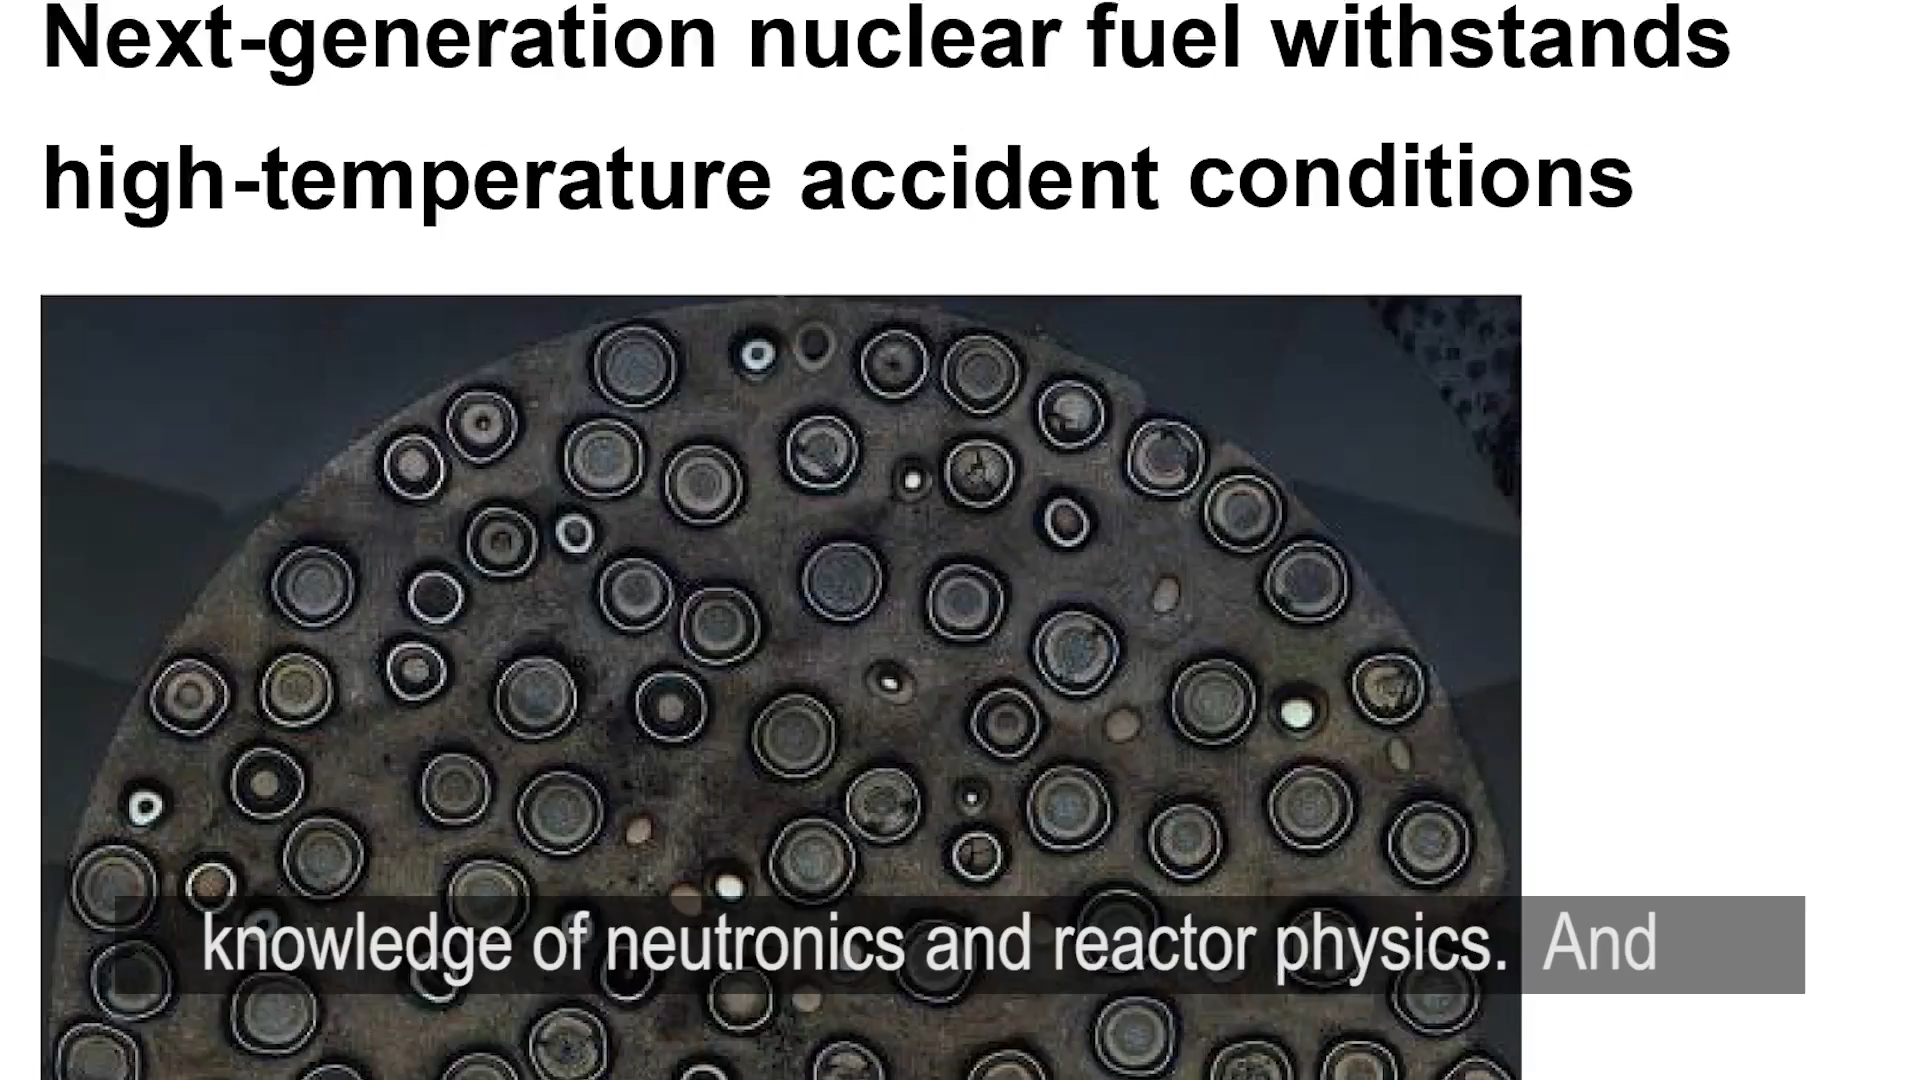 Next-generation nuclear fuel withstands
high-temperature accident conditions
knowledge of neutronics and reactor physics. And